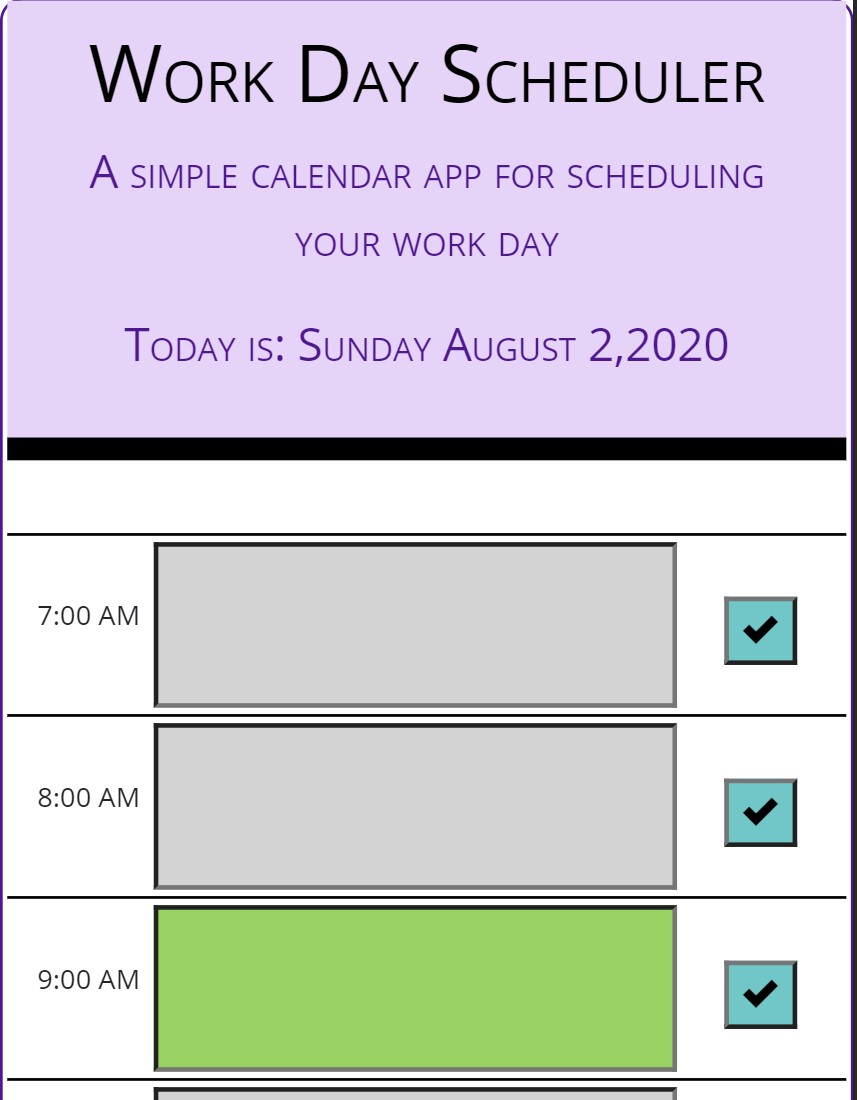 Work Day Scheduler
A simple calendar app for scheduling
your work day
Today is: Sunday August 2,2020
7:00 AM
8:00 AM
9:00 AM